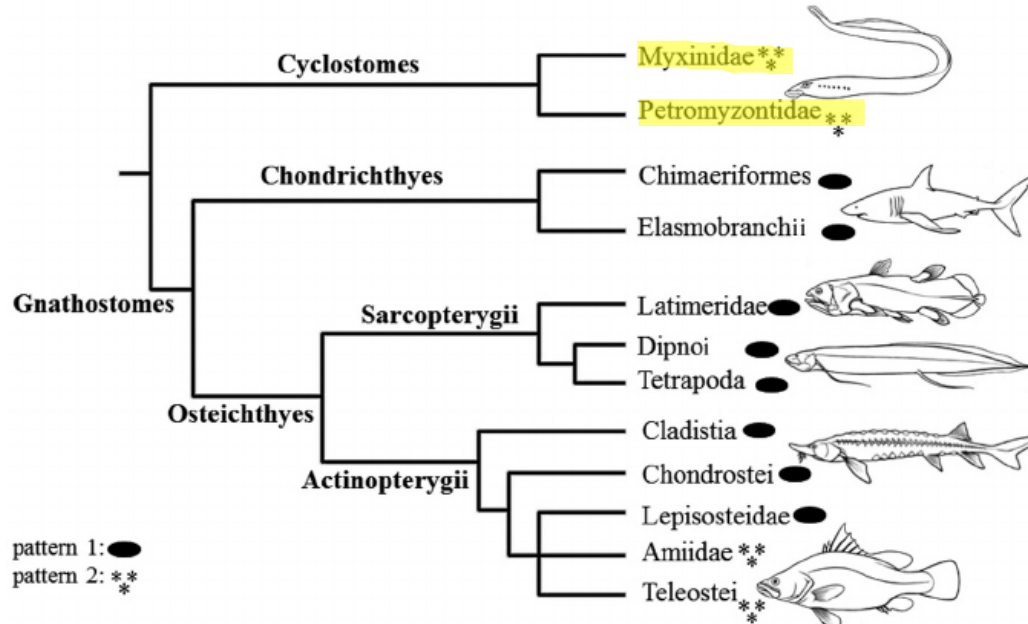 Cyclostomes
Myxinidae **
*
Petromyzontidae **
*
Chondrichthyes
Chimaeriformes
Elasmobranchii
Gnathostomes
Sarcopterygii
Latimeridae
Dipnoi
Tetrapoda
Osteichthyes
Actinopterygii
Cladistia
Chondrostei
Lepisosteidae
Amiidae **
*
Teleostei **
*
pattern 1:
pattern 2: **
*